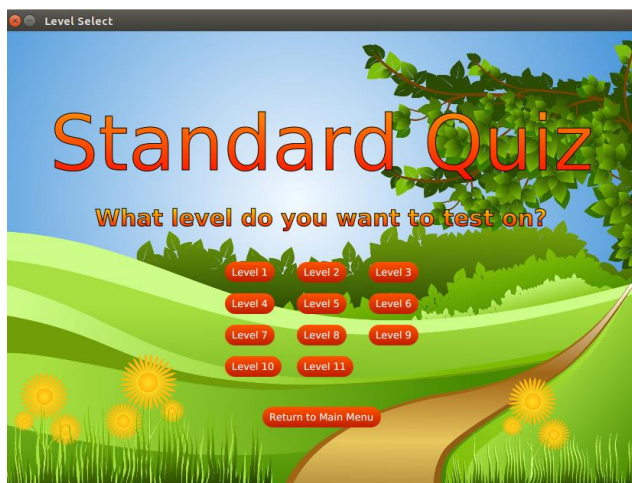 Level Select
Standard Quiz
What level do you want to test on?
Level 1 Level 2 Level 3
Level 4 Level 5 Level 6
Level 7 Level 8 Level 9
Level 10 Level 11
Return to Main Menu